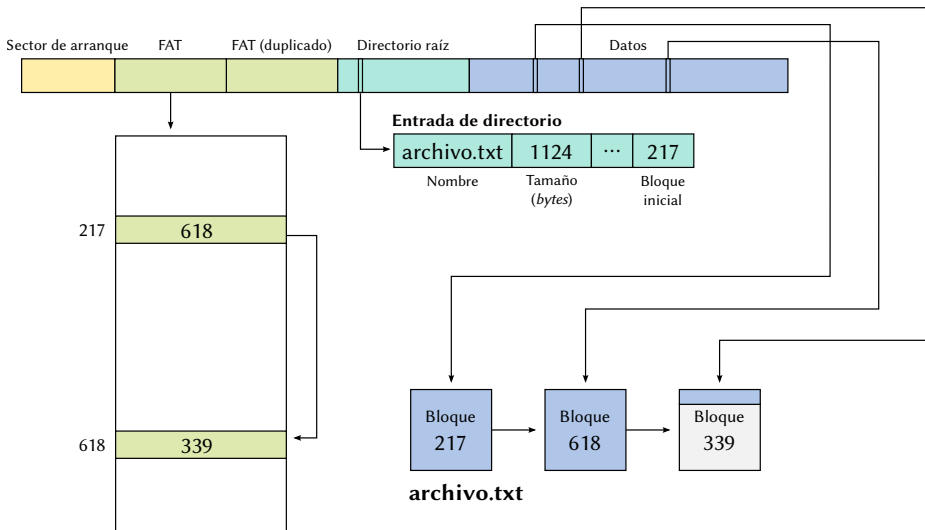 Sector de arranque
FAT
FAT (duplicado)
Directorio raíz
Datos
Entrada de directorio
archivo.txt
1124
...
217
Nombre
Tamaño
(bytes)
Bloque
inicial
217
618
618
339
Bloque
217
Bloque
618
Bloque
339
archivo.txt